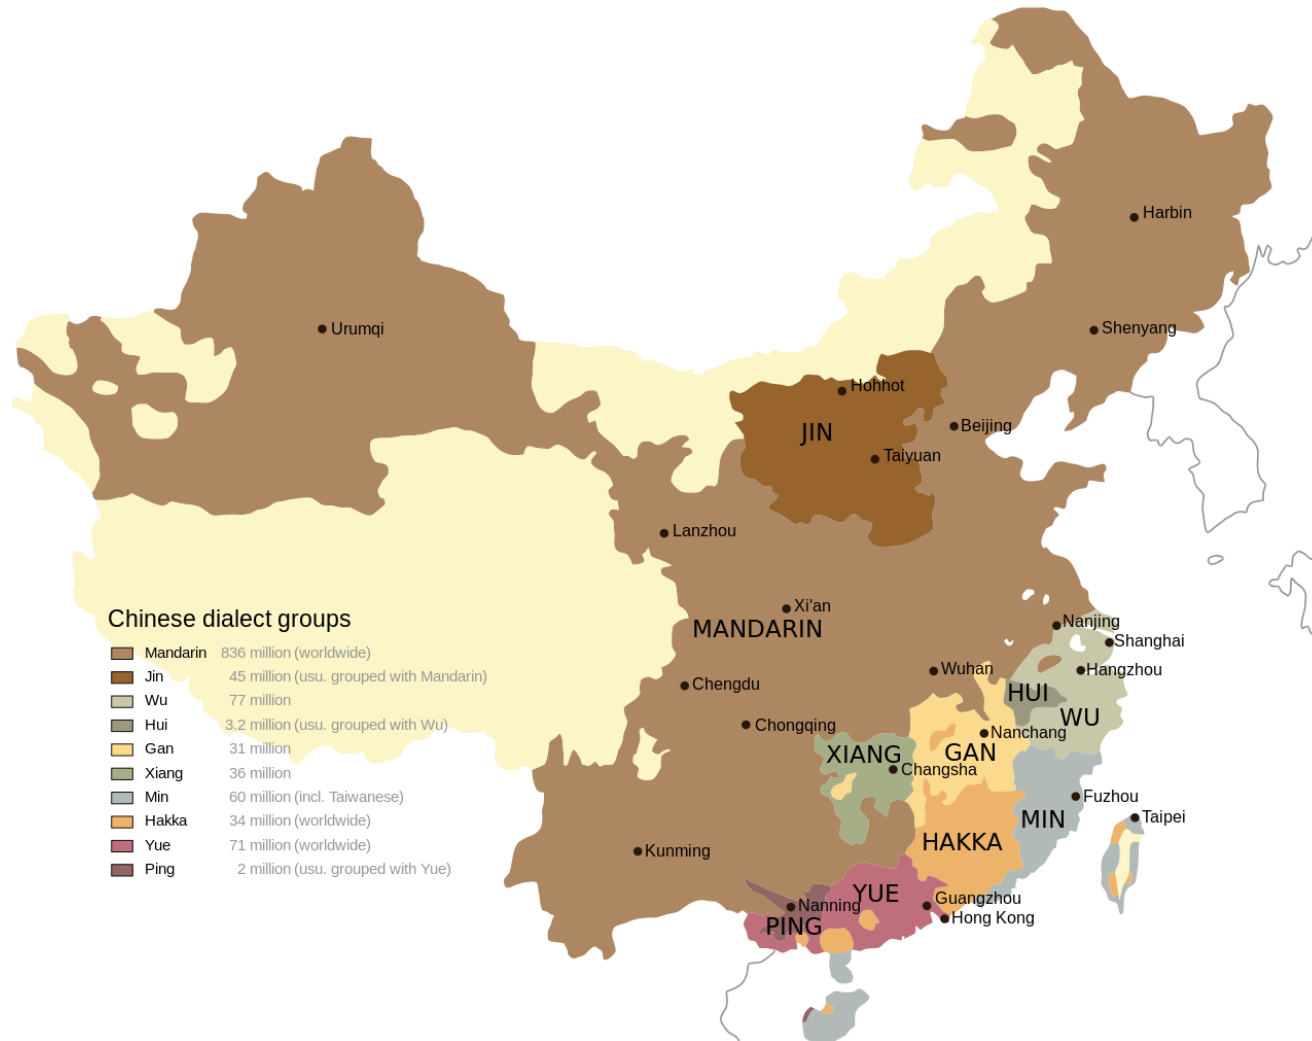 Harbin
Urumqi
Shenyang
Hohhot
JIN
Beijing
Taiyuan
Lanzhou
Xi'an
MANDARIN
Nanjing
Shanghai
Wuhan
Hangzhou
Chengdu
HUI
WU
Chongqing
Nanchang
XIANG
GAN
Changsha
Fuzhou
MIN
Taipei
HAKKA
Kunming
YUE
Guangzhou
Nanning
Hong Kong
PING
Chinese dialect groups
Mandarin 836 million (worldwide)
Jin 45 million (usu. grouped with Mandarin)
Wu 77 million
Hui 3.2 million (usu. grouped with Wu)
Gan 31 million
Xiang 36 million
Min 60 million (incl. Taiwanese)
Hakka 34 million (worldwide)
Yue 71 million (worldwide)
Ping 2 million (usu. grouped with Yue)